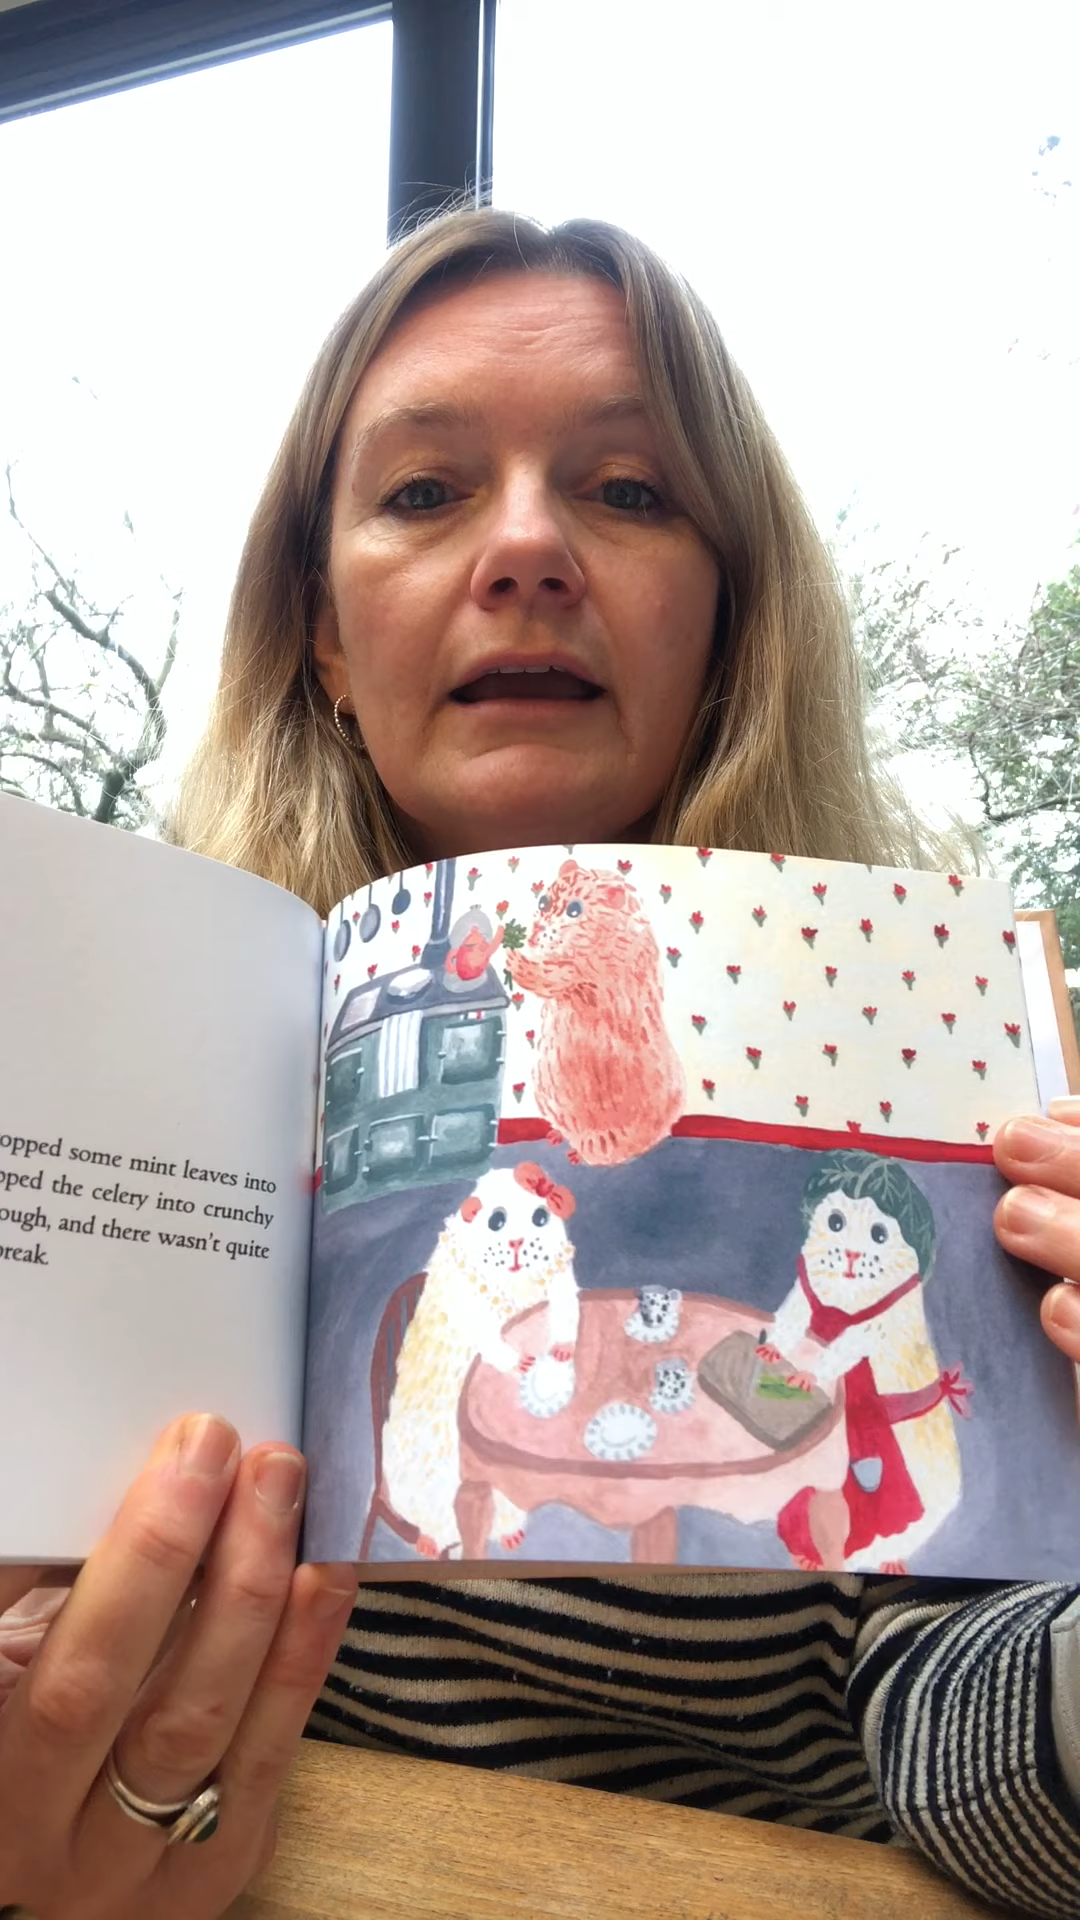 opped some mint leaves into
pped the celery into crunchy
ough, and there wasn't quite
break.